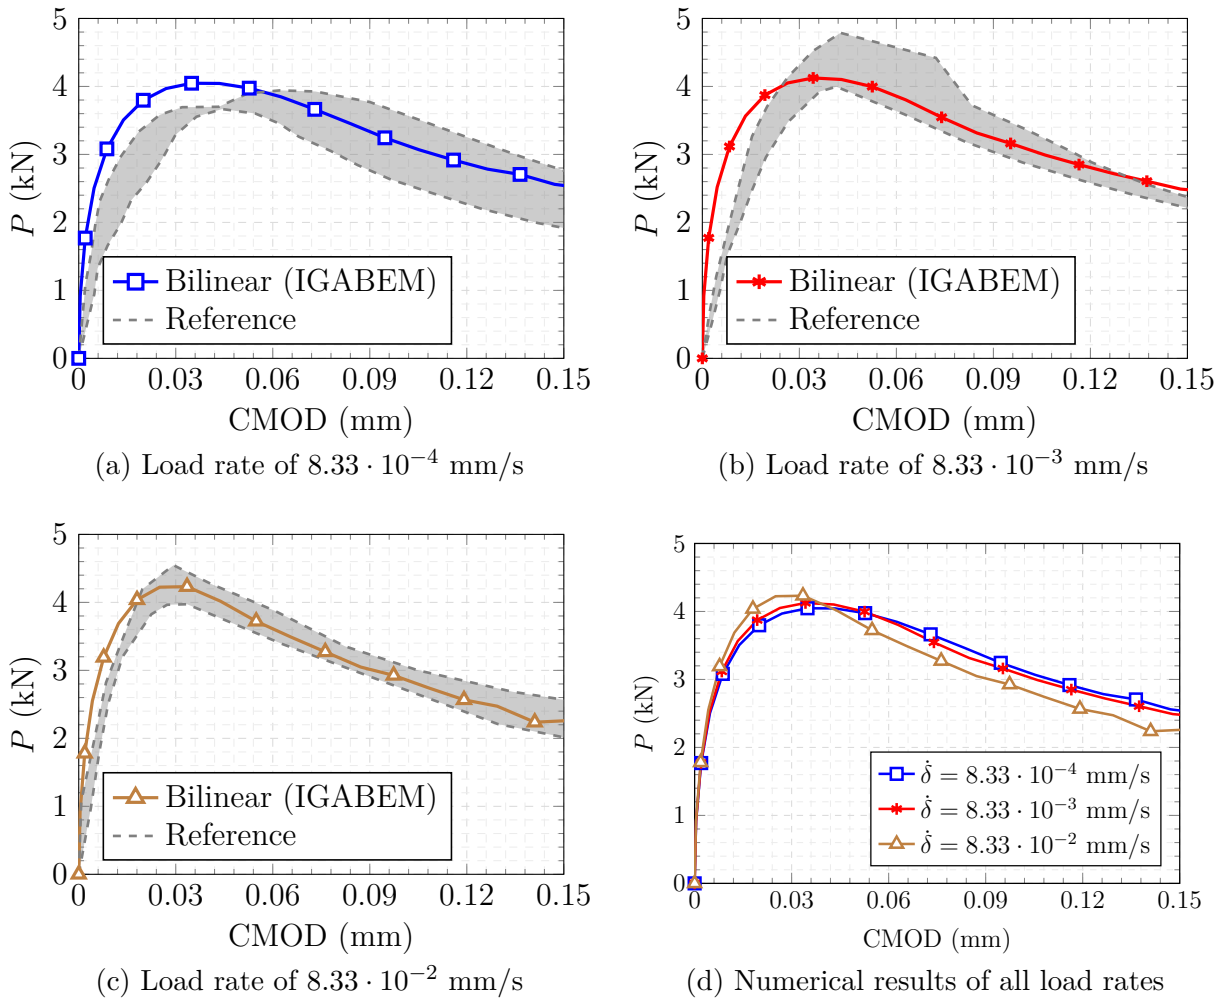 5
4
3
2
1
0
P (kN)
Bilinear (IGABEM)
Reference
0 0.03 0.06 0.09 0.12 0.15
CMOD (mm)
(a) Load rate of 8.33 · 10⁻⁴ mm/s
5
4
3
2
1
0
P (kN)
Bilinear (IGABEM)
Reference
0 0.03 0.06 0.09 0.12 0.15
CMOD (mm)
(b) Load rate of 8.33 · 10⁻³ mm/s
5
4
3
2
1
0
P (kN)
Bilinear (IGABEM)
Reference
0 0.03 0.06 0.09 0.12 0.15
CMOD (mm)
(c) Load rate of 8.33 · 10⁻² mm/s
5
4
3
2
1
0
P (kN)
δ̇ = 8.33 · 10⁻⁴ mm/s
δ̇ = 8.33 · 10⁻³ mm/s
δ̇ = 8.33 · 10⁻² mm/s
0 0.03 0.06 0.09 0.12 0.15
CMOD (mm)
(d) Numerical results of all load rates